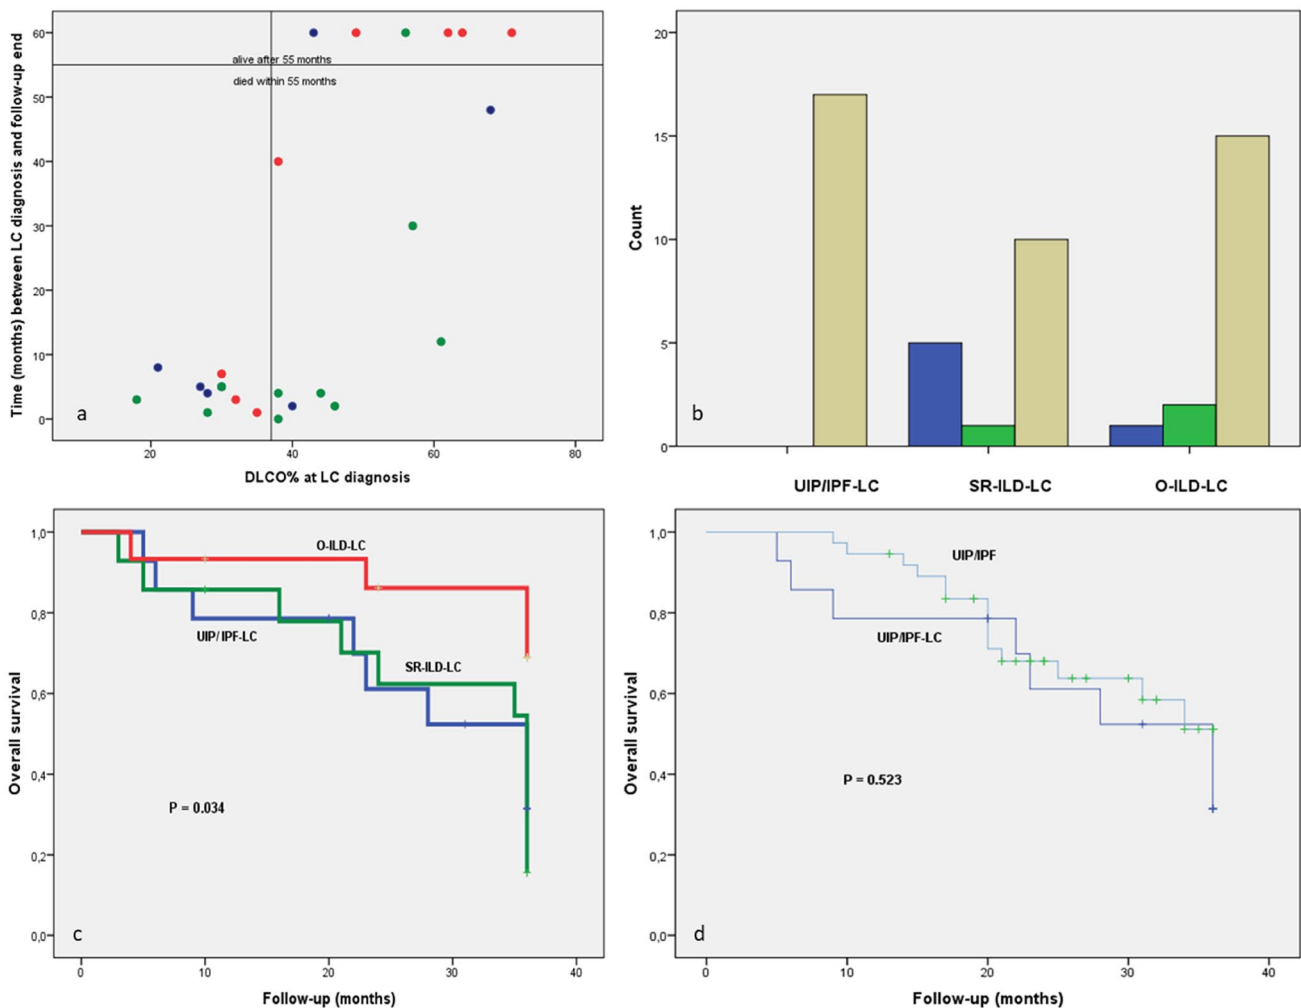 Time (months) between LC diagnosis and follow-up end
60
50
40
30
20
10
0
alive after 55 months
died within 55 months
a
20
40
60
80
DLCO% at LC diagnosis
Count
20
15
10
5
0
b
UIP/IPF-LC
SR-ILD-LC
O-ILD-LC
Overall survival
1,0
0,8
0,6
0,4
0,2
0,0
O-ILD-LC
UIP/ IPF-LC
SR-ILD-LC
P = 0.034
c
0
10
20
30
40
Follow-up (months)
Overall survival
1,0
0,8
0,6
0,4
0,2
0,0
UIP/IPF
UIP/IPF-LC
P = 0.523
d
0
10
20
30
40
Follow-up (months)